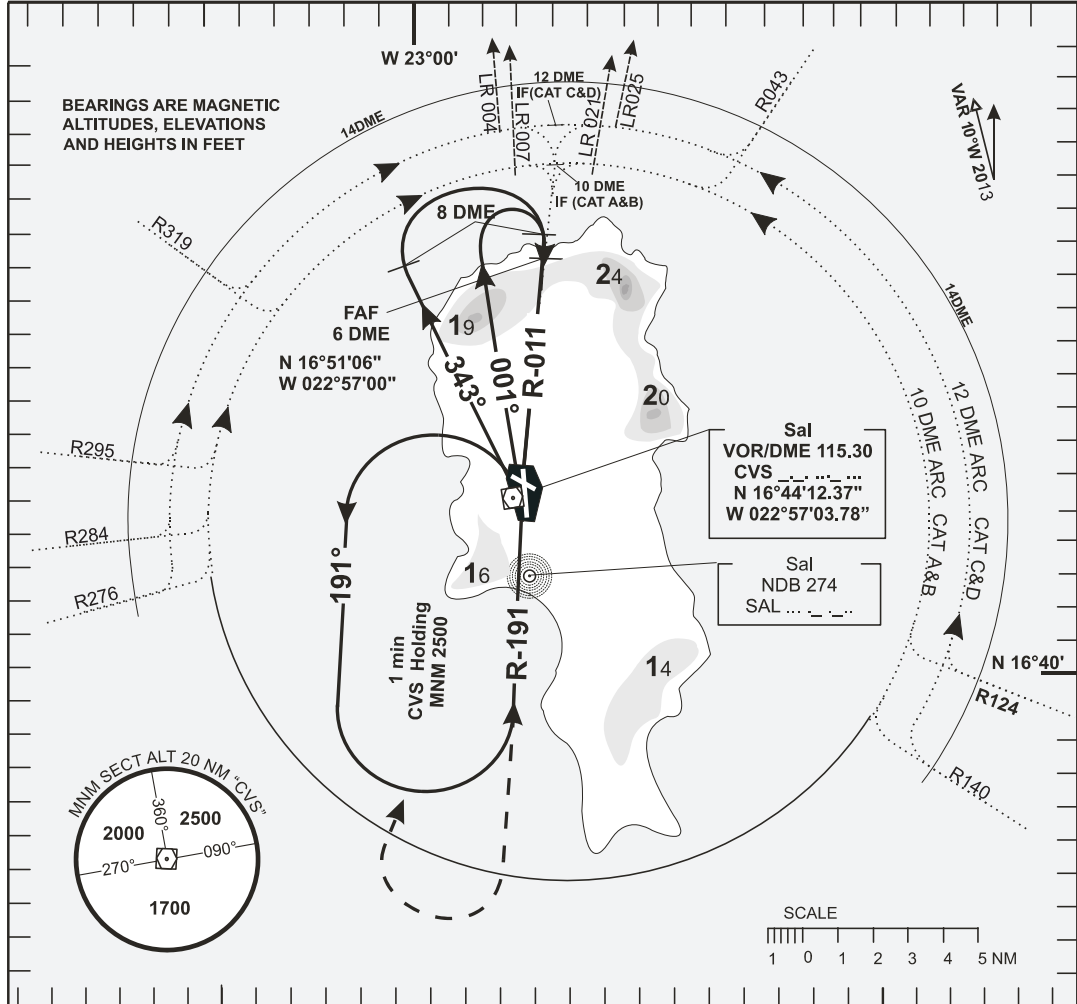 W 23°00'
BEARINGS ARE MAGNETIC
ALTITUDES, ELEVATIONS
AND HEIGHTS IN FEET
14DME
LR 004
LR 007
12 DME
IF(CAT C&D)
LR 021
LR025
R043
VAR 10°W 2013
10 DME
IF (CAT A&B)
8 DME
R319
FAF
6 DME
N 16°51'06"
W 022°57'00"
19
24
20
14DME
343°
001°
R-011
R295
R284
R276
Sal
VOR/DME 115.30
CVS _._. ..._ ...
N 16°44'12.37"
W 022°57'03.78”
10 DME ARC CAT A&B
12 DME ARC CAT C&D
Sal
NDB 274
SAL ... ._ ._..
191°
1 min
CVS Holding
MNM 2500
16
R-191
14
N 16°40'
R124
R140
MNM SECT ALT 20 NM “CVS”
360°
2000
2500
270°
090°
1700
SCALE
1 0 1 2 3 4 5 NM